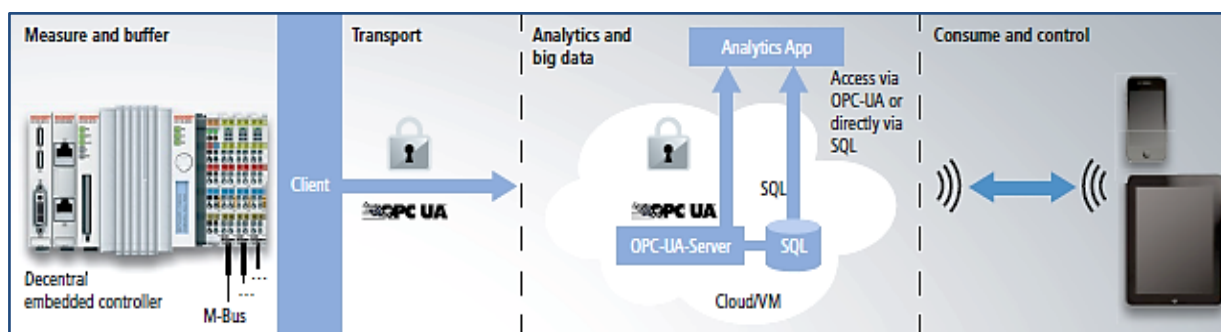 Measure and buffer
Decentral
embedded controller
M-Bus
Client
Transport
OPC UA
Analytics and
big data
Analytics App
Access via
OPC-UA or
directly via
SQL
SQL
OPC UA
OPC-UA-Server
SQL
Cloud/VM
Consume and control